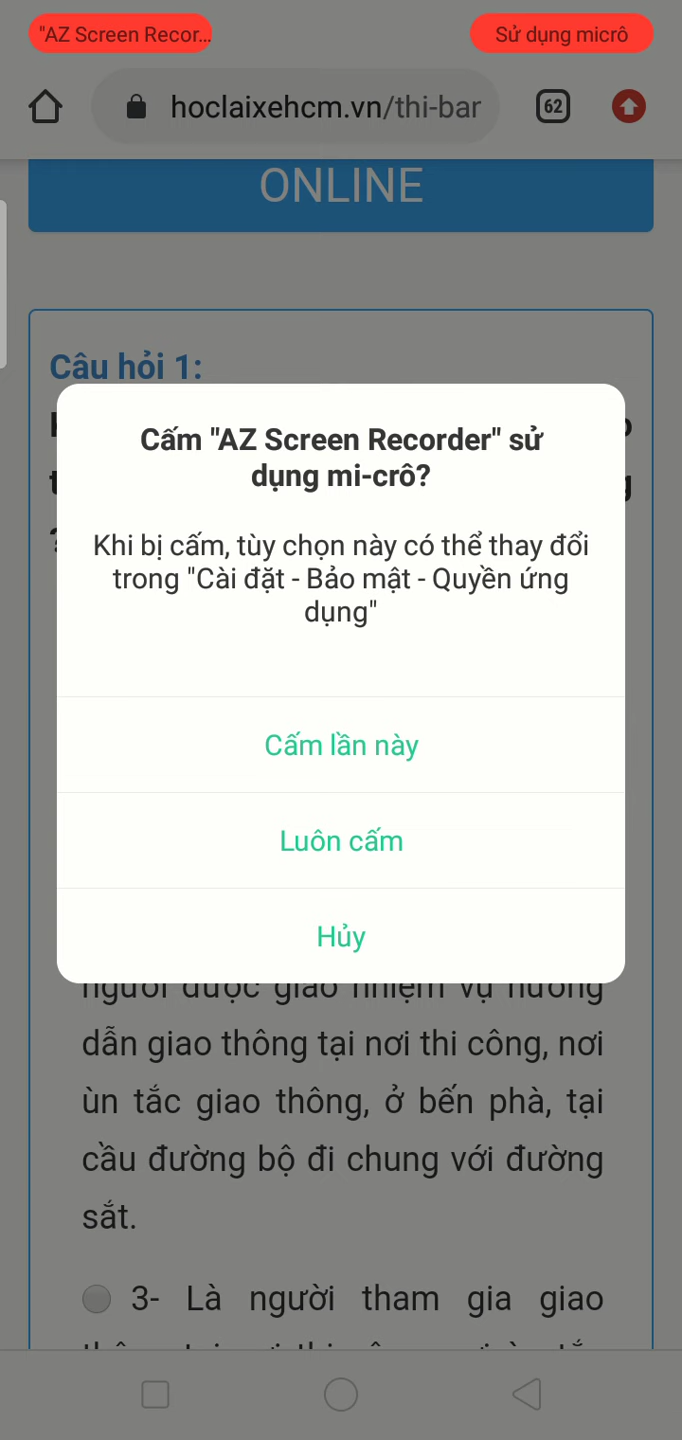 "AZ Screen Recor... Sử dụng micrô
62
hoclaixehcm.vn/thi-bar
ONLINE
Câu hỏi 1:
Cấm "AZ Screen Recorder" sử
dụng mi-crô?
Khi bị cấm, tùy chọn này có thể thay đổi
trong "Cài đặt - Bảo mật - Quyền ứng
dụng"
Cấm lần này
Luôn cấm
Hủy
người được giao nhiệm vụ hướng
dẫn giao thông tại nơi thi công, nơi
ùn tắc giao thông, ở bến phà, tại
cầu đường bộ đi chung với đường
sắt.
3- Là người tham gia giao